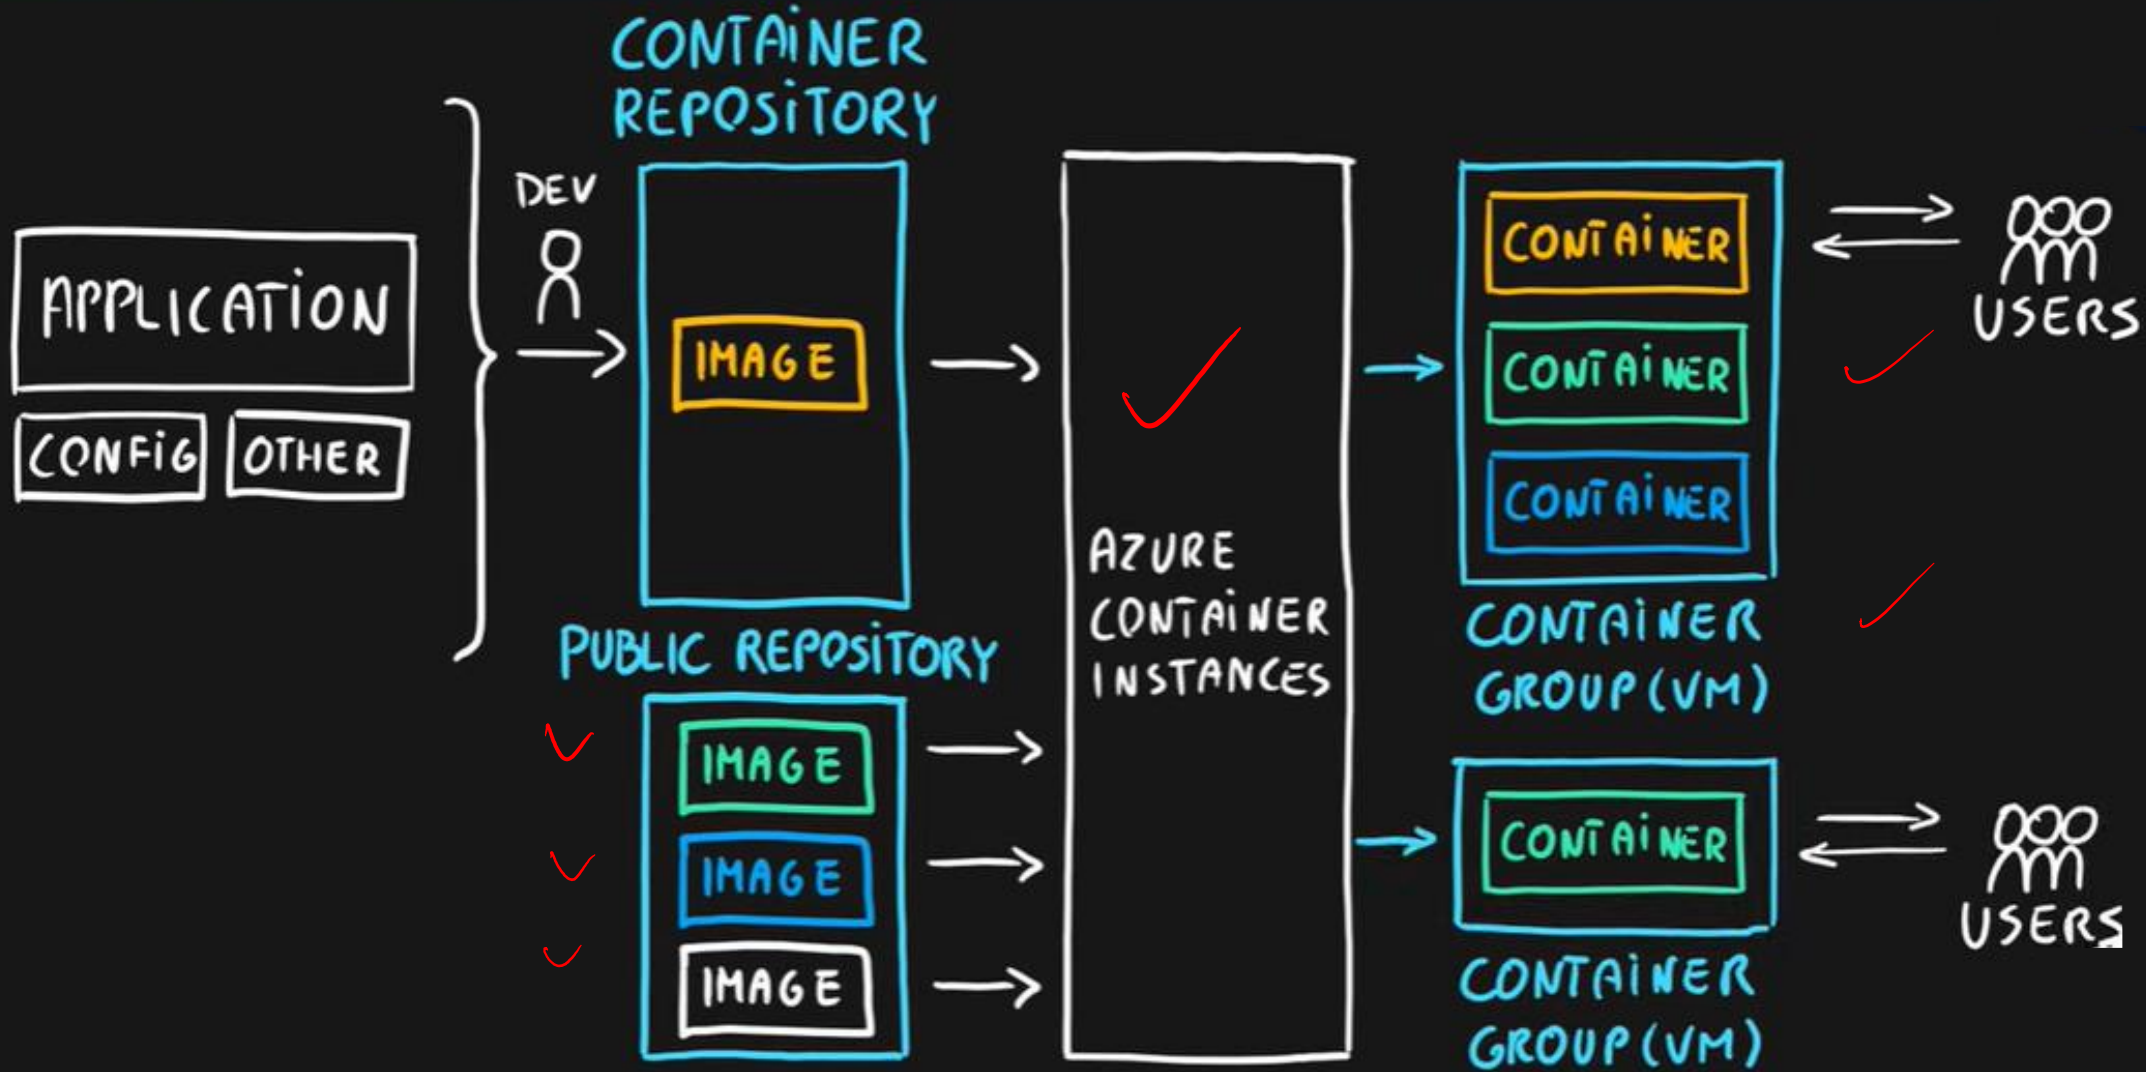 APPLICATION
CONFIG
OTHER
DEV
CONTAINER
REPOSITORY
IMAGE
PUBLIC REPOSITORY
IMAGE
IMAGE
IMAGE
AZURE
CONTAINER
INSTANCES
CONTAINER
CONTAINER
CONTAINER
CONTAINER
GROUP(VM)
USERS
CONTAINER
CONTAINER
GROUP(VM)
USERS